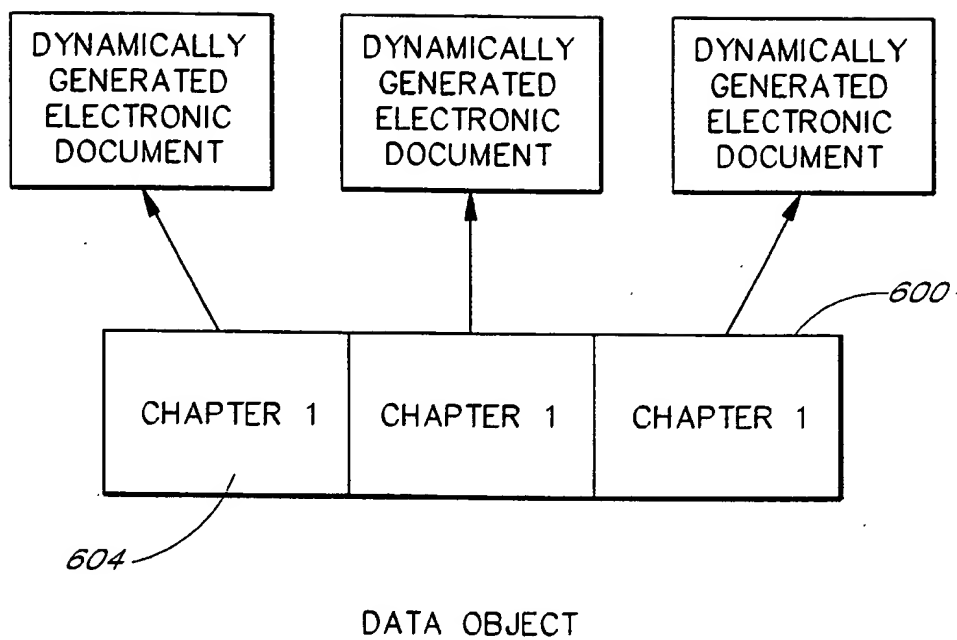 DYNAMICALLY
GENERATED
ELECTRONIC
DOCUMENT
DYNAMICALLY
GENERATED
ELECTRONIC
DOCUMENT
DYNAMICALLY
GENERATED
ELECTRONIC
DOCUMENT
600
CHAPTER 1
CHAPTER 1
CHAPTER 1
604
DATA OBJECT